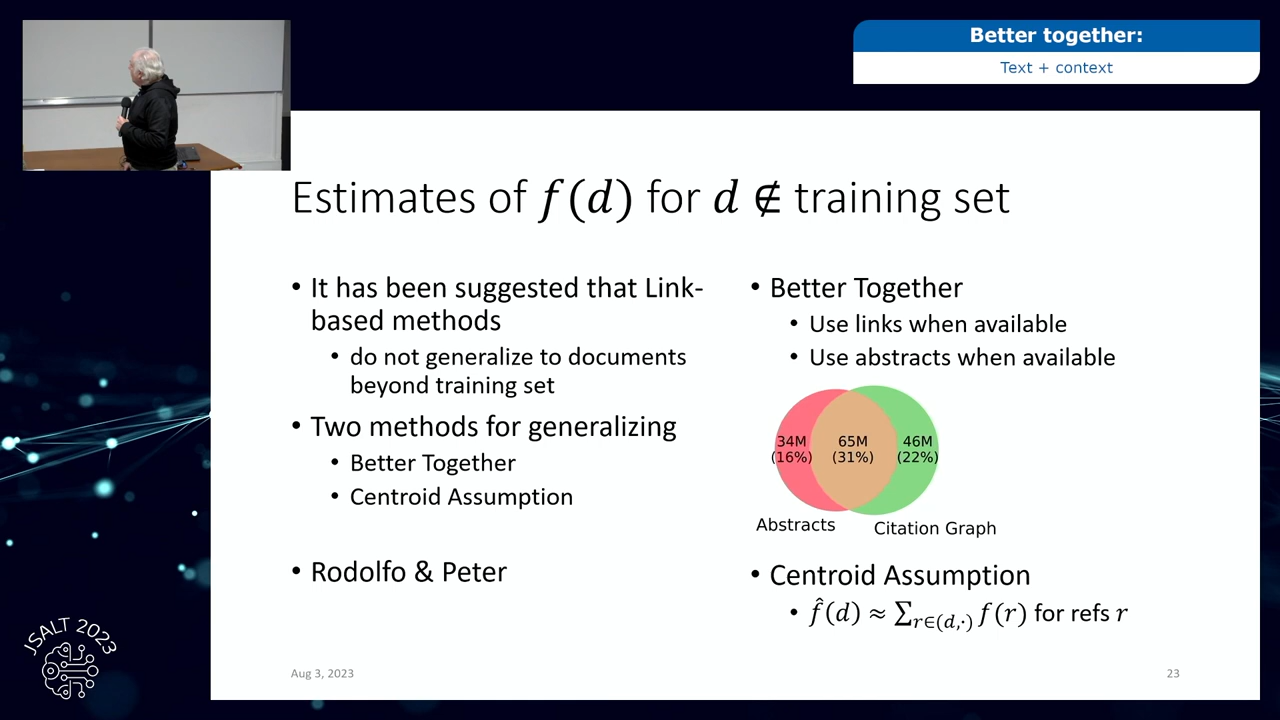 Better together:
Text + context
Estimates of f(d) for d ∉ training set
• It has been suggested that Link-
based methods
• do not generalize to documents
beyond training set
• Two methods for generalizing
• Better Together
• Centroid Assumption
• Rodolfo & Peter
• Better Together
• Use links when available
• Use abstracts when available
34M
(16%)
65M
(31%)
46M
(22%)
Abstracts
Citation Graph
• Centroid Assumption
• f̂(d) ≈ ∑r∈(d,·) f(r) for refs r
JSALT 2023
Aug 3, 2023
23